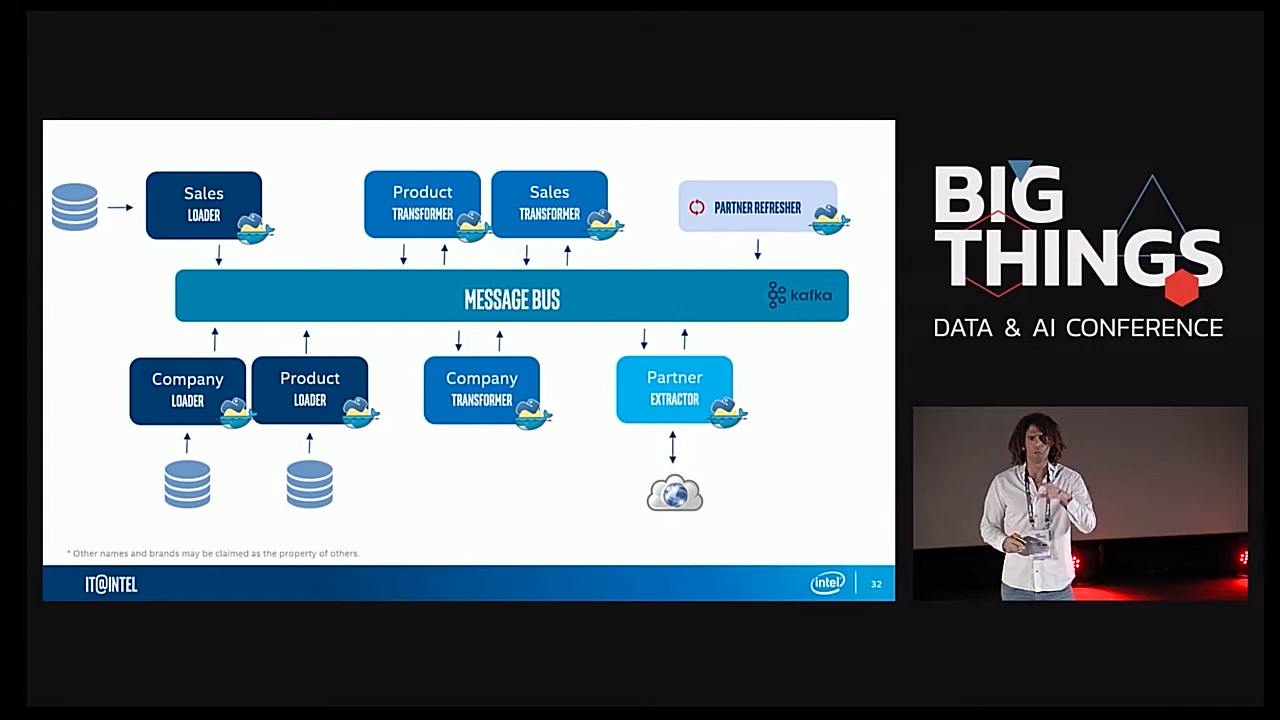 Sales
LOADER
Product
TRANSFORMER
Sales
TRANSFORMER
PARTNER REFRESHER
MESSAGE BUS
kafka
Company
LOADER
Product
LOADER
Company
TRANSFORMER
Partner
EXTRACTOR
* Other names and brands may be claimed as the property of others.
IT@INTEL
intel
32
BIG
THINGS
DATA & AI CONFERENCE